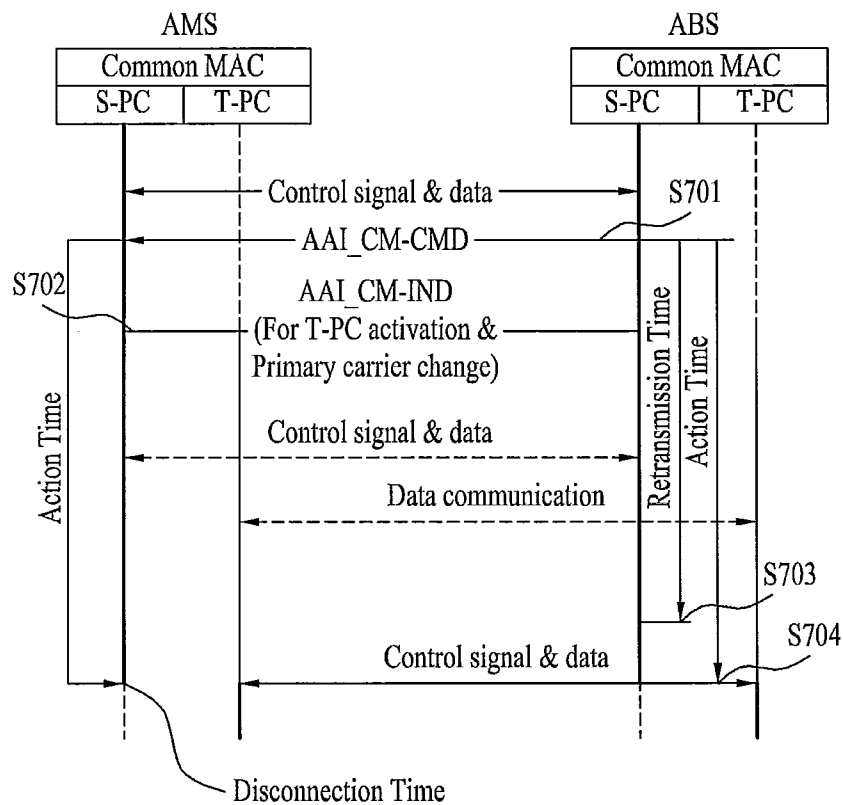 AMS
ABS
Common MAC
Common MAC
S-PC
T-PC
S-PC
T-PC
Control signal & data
S701
AAI_CM-CMD
S702
AAI_CM-IND
(For T-PC activation &
Primary carrier change)
Action Time
Retransmission Time
Action Time
Control signal & data
Data communication
S703
S704
Control signal & data
Disconnection Time